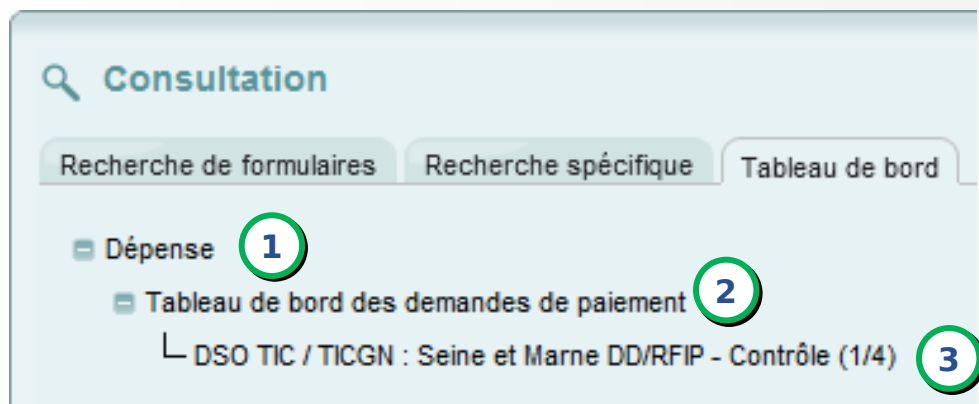 Consultation
Recherche de formulaires Recherche spécifique Tableau de bord
Dépense 1
Tableau de bord des demandes de paiement 2
DSO TIC / TICGN : Seine et Marne DD/RFIP - Contrôle (1/4) 3